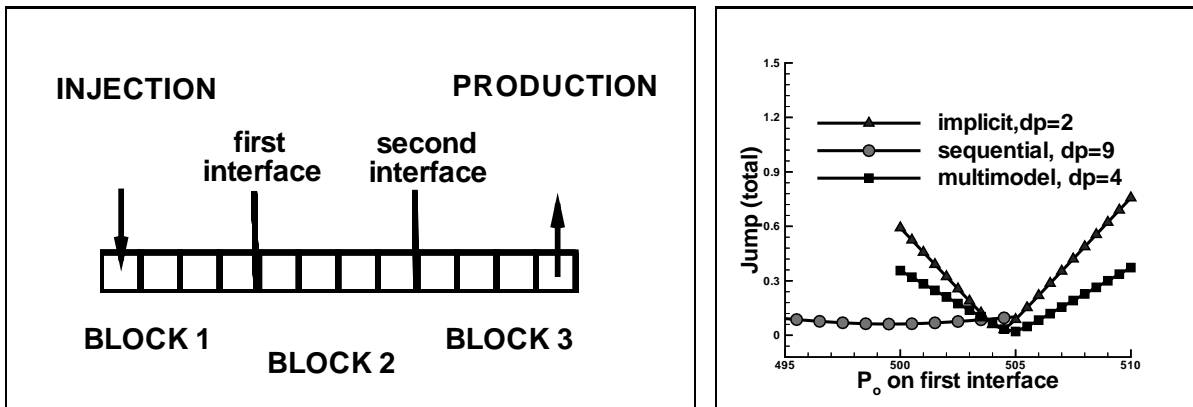 INJECTION
PRODUCTION
first
interface
second
interface
BLOCK 1
BLOCK 2
BLOCK 3
Jump (total)
1.5
1.2
0.9
0.6
0.3
0
implicit,dp=2
sequential, dp=9
multimodel, dp=4
495
500
505
510
Po on first interface